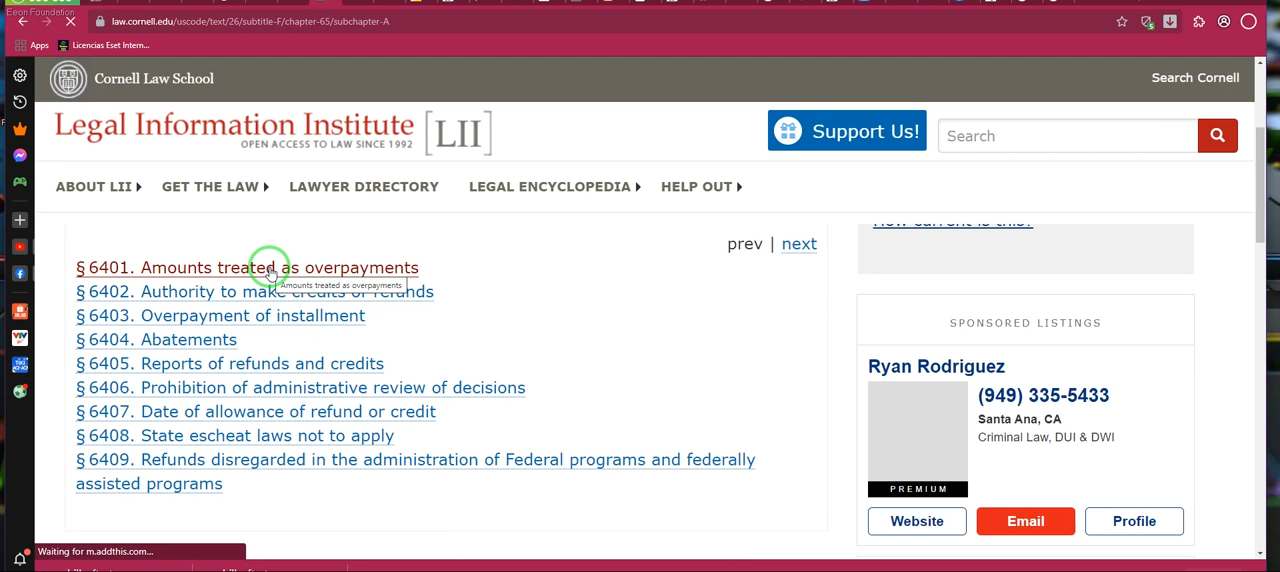 Eeon Foundation
law.cornell.edu/uscode/text/26/subtitle-F/chapter-65/subchapter-A
Apps Licencias Eset Intern...
Cornell Law School
Search Cornell
Legal Information Institute [LII]
OPEN ACCESS TO LAW SINCE 1992
Support Us!
Search
ABOUT LII GET THE LAW LAWYER DIRECTORY LEGAL ENCYCLOPEDIA HELP OUT
How current is this?
prev | next
§ 6401. Amounts treated as overpayments
Amounts treated as overpayments
§ 6402. Authority to make credits or refunds
§ 6403. Overpayment of installment
§ 6404. Abatements
§ 6405. Reports of refunds and credits
§ 6406. Prohibition of administrative review of decisions
§ 6407. Date of allowance of refund or credit
§ 6408. State escheat laws not to apply
§ 6409. Refunds disregarded in the administration of Federal programs and federally
assisted programs
SPONSORED LISTINGS
Ryan Rodriguez
(949) 335-5433
Santa Ana, CA
Criminal Law, DUI & DWI
PREMIUM
Website Email Profile
Waiting for m.addthis.com...